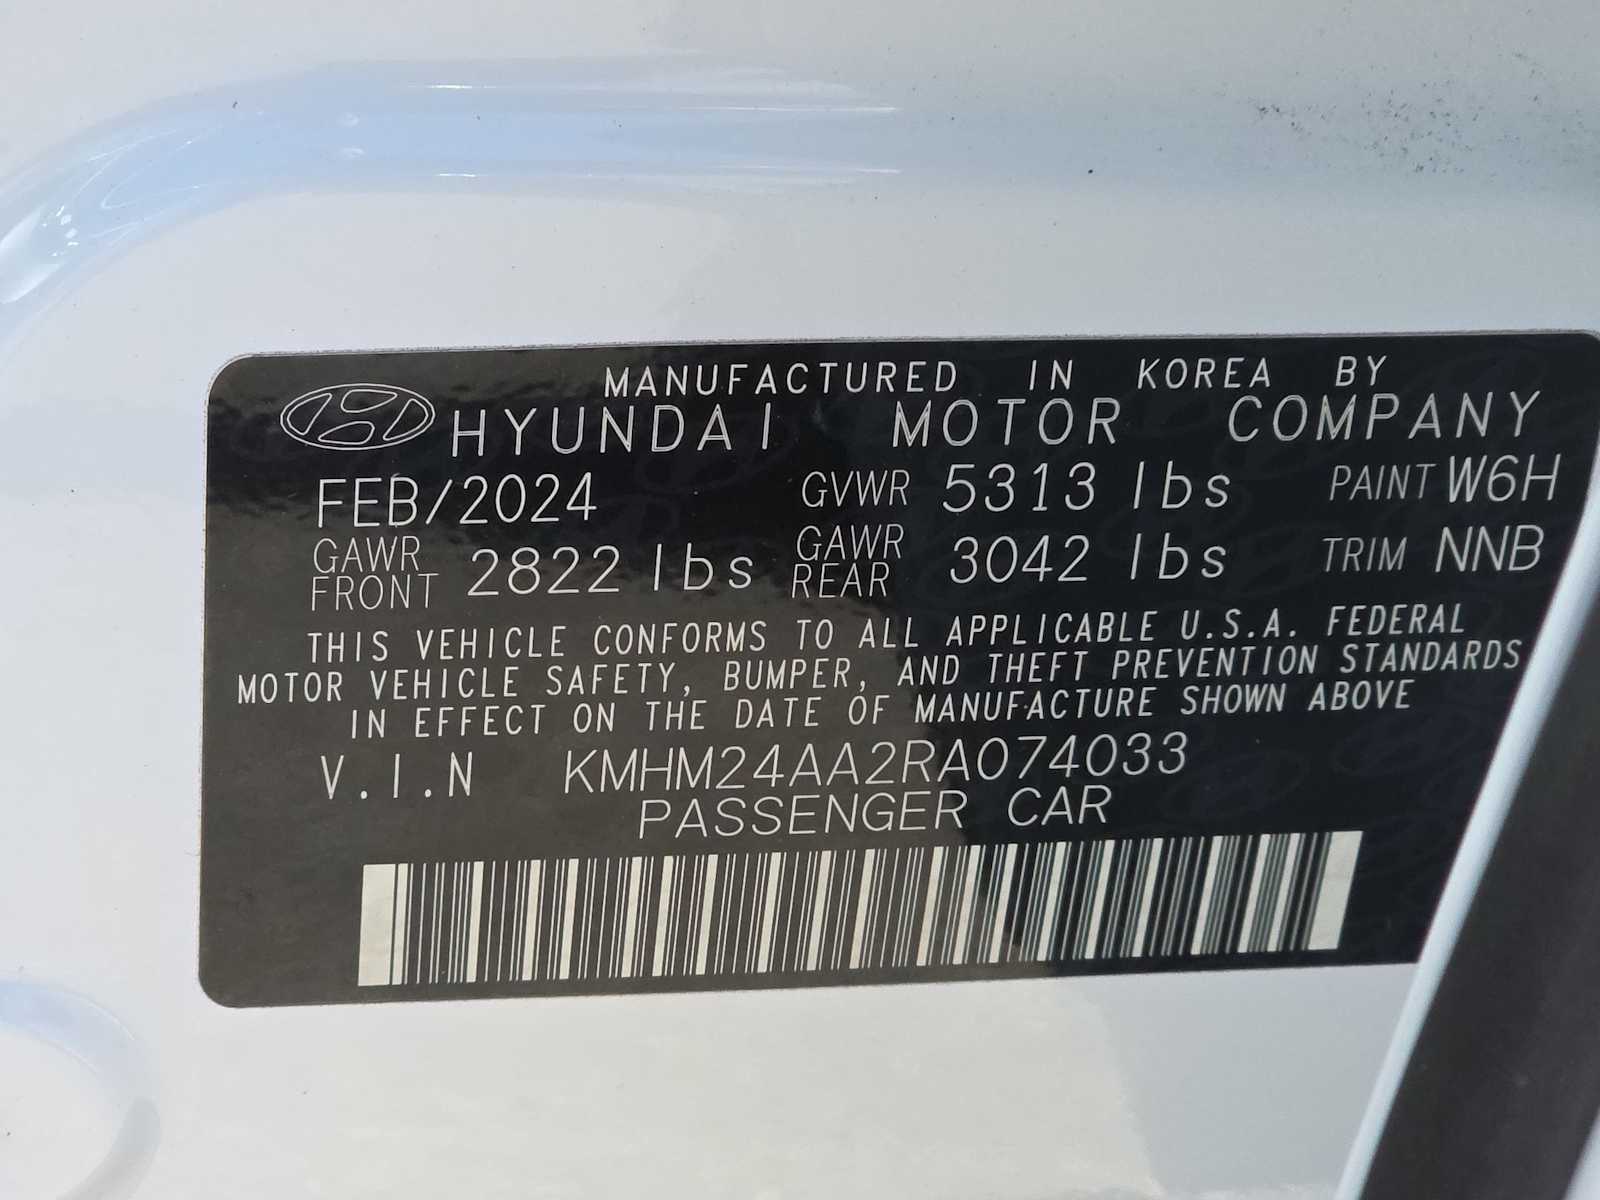 MANUFACTURED IN KOREA BY
HYUNDAI MOTOR COMPANY
FEB/2024 GVWR 5313 lbs PAINT W6H
GAWR FRONT 2822 lbs GAWR REAR 3042 lbs TRIM NNB
THIS VEHICLE CONFORMS TO ALL APPLICABLE U.S.A. FEDERAL
MOTOR VEHICLE SAFETY, BUMPER, AND THEFT PREVENTION STANDARDS
IN EFFECT ON THE DATE OF MANUFACTURE SHOWN ABOVE
V.I.N KMHM24AA2RA074033
PASSENGER CAR